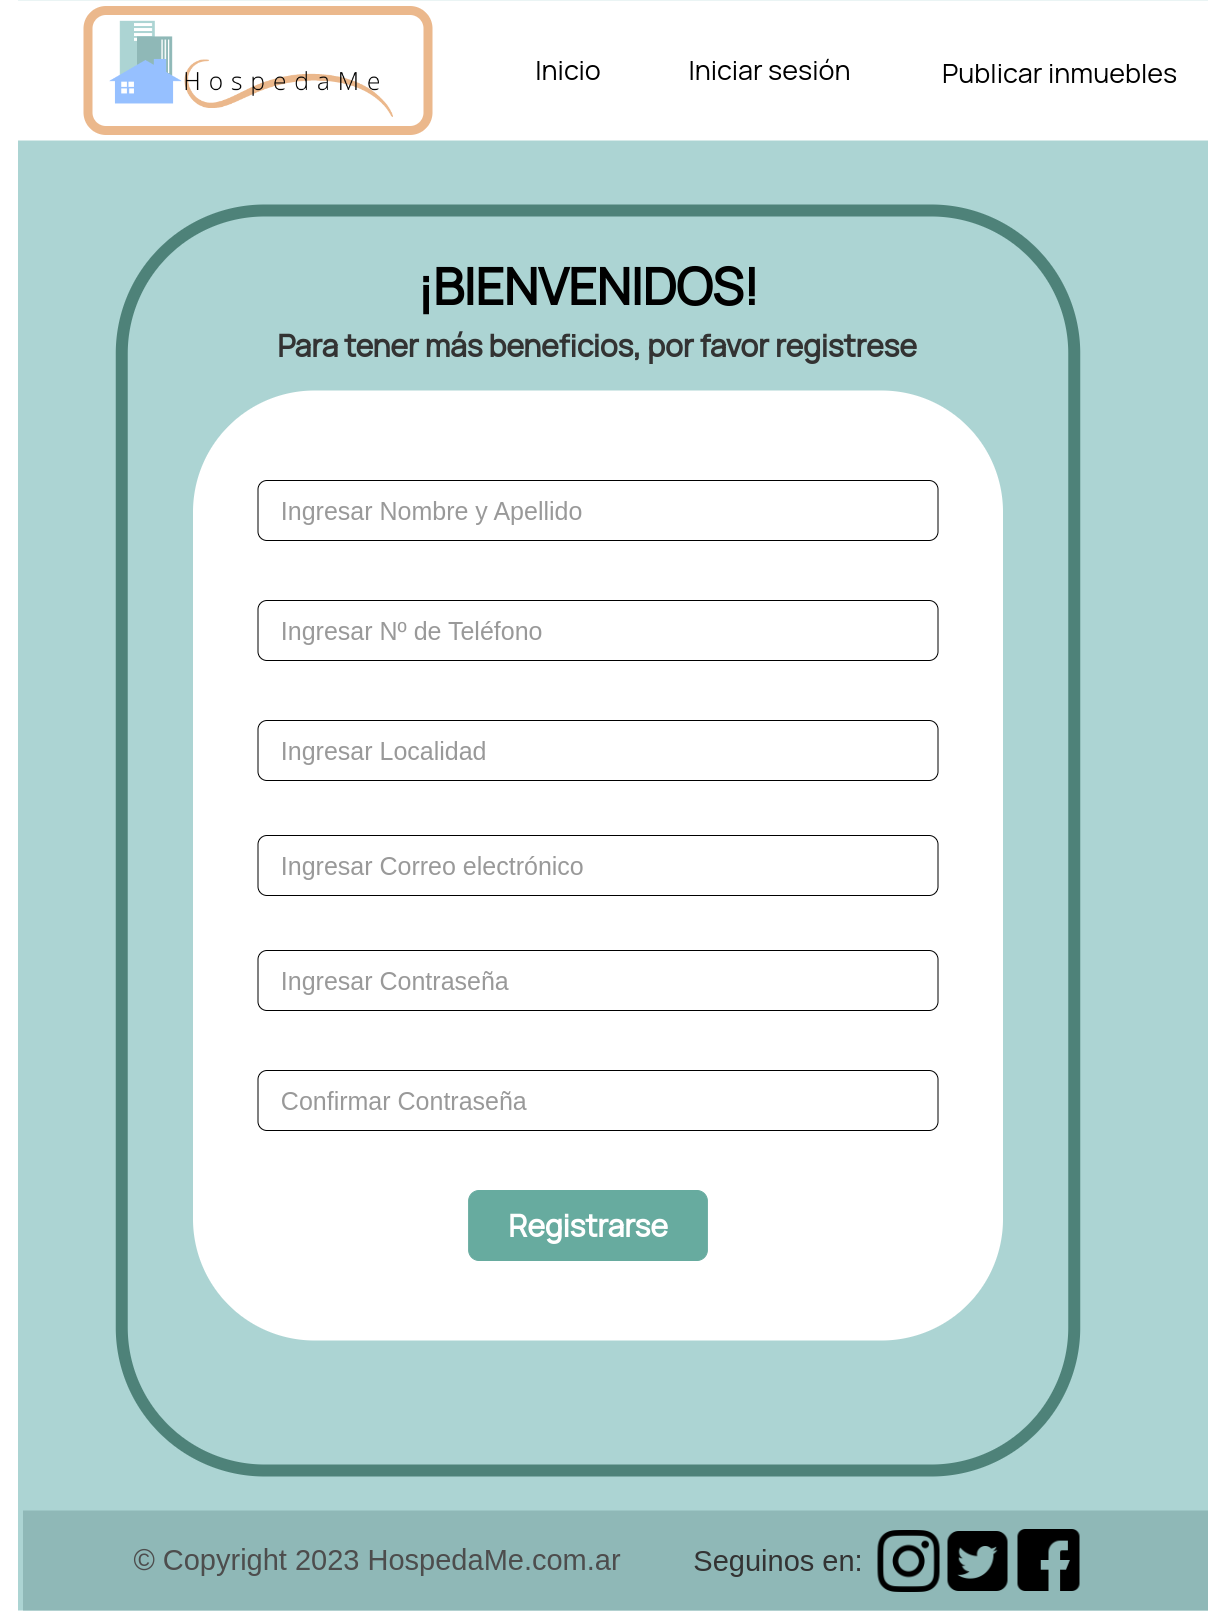 HospedaMe
Inicio
Iniciar sesión
Publicar inmuebles
¡BIENVENIDOS!
Para tener más beneficios, por favor registrese
Ingresar Nombre y Apellido
Ingresar Nº de Teléfono
Ingresar Localidad
Ingresar Correo electrónico
Ingresar Contraseña
Confirmar Contraseña
Registrarse
© Copyright 2023 HospedaMe.com.ar
Seguinos en: